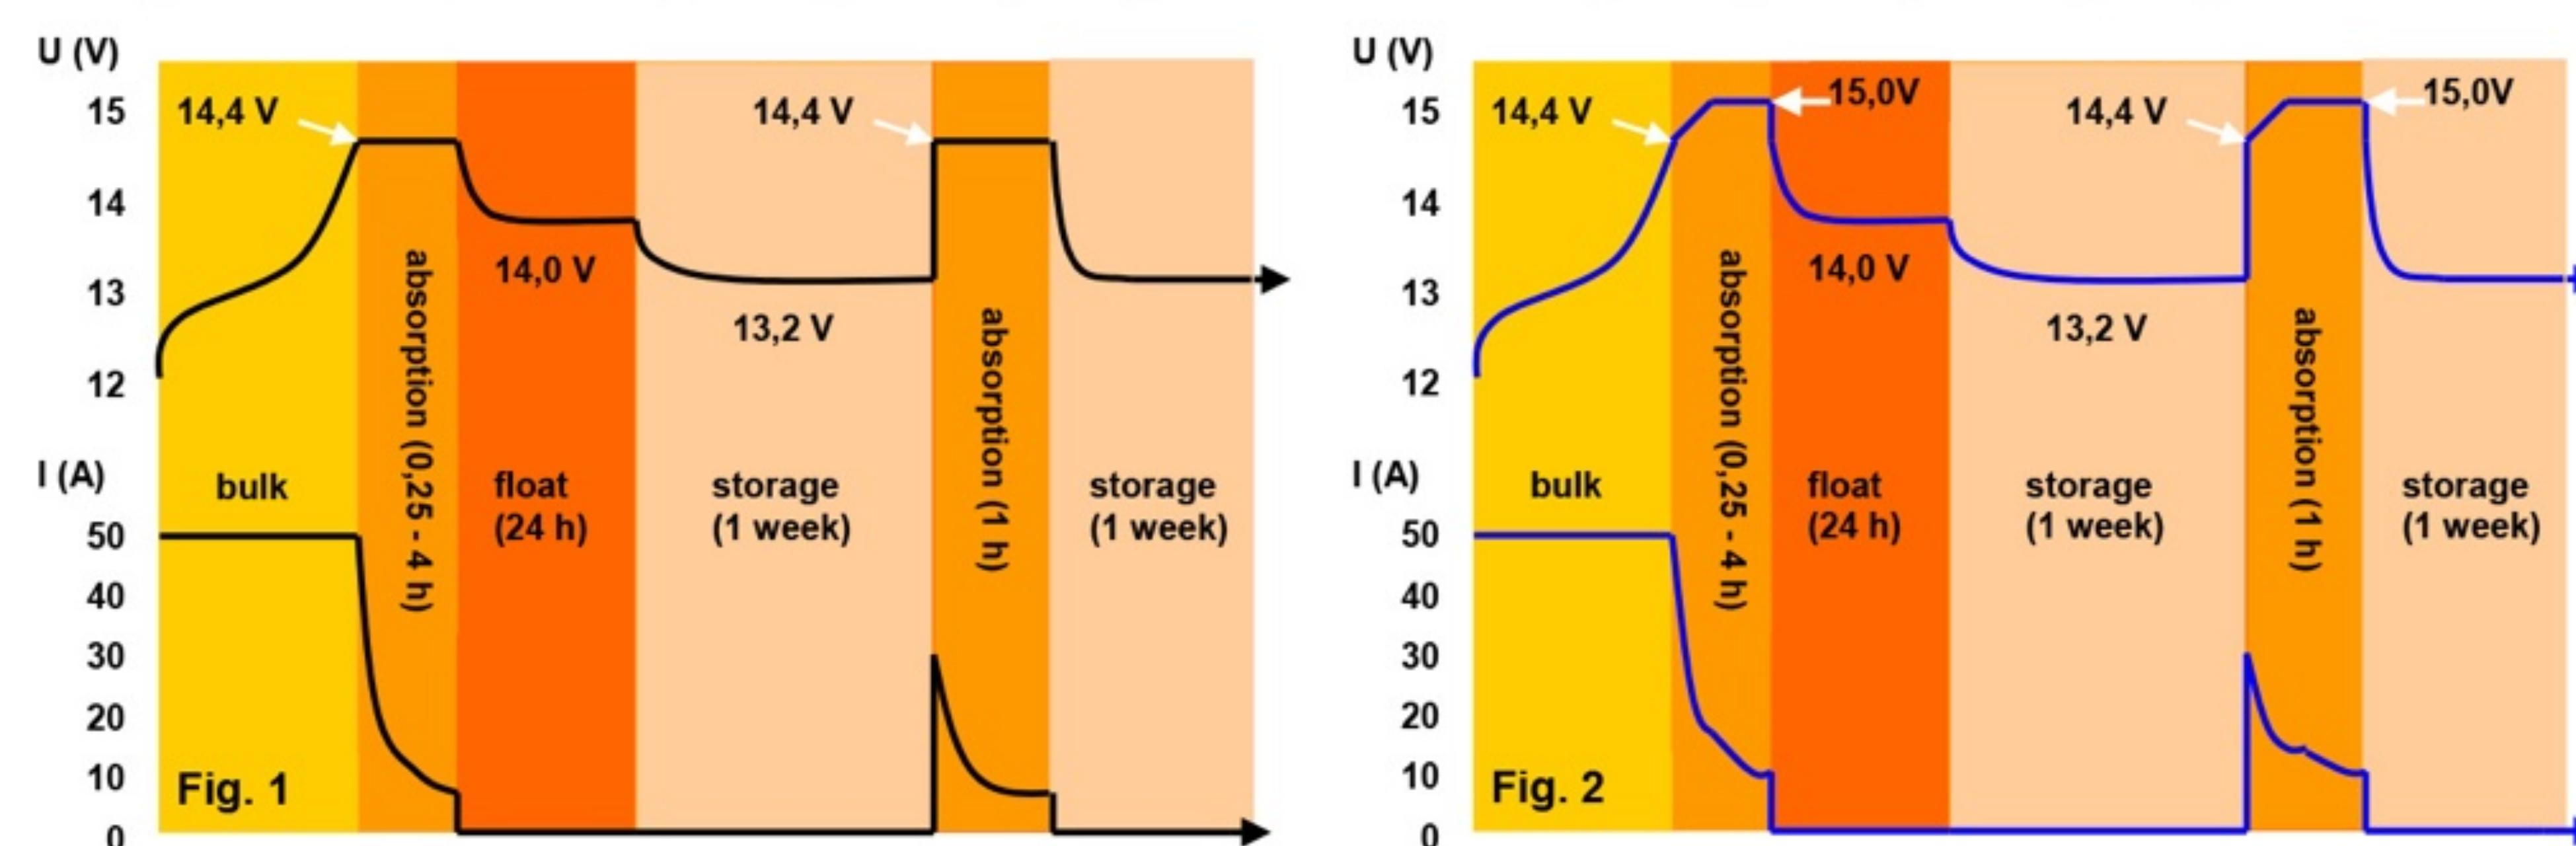 U (V)
15
14
13
12
14,4 V
14,0 V
13,2 V
14,4 V
I (A)
50
40
30
20
10
0
bulk
absorption (0,25 - 4 h)
float
(24 h)
storage
(1 week)
absorption (1 h)
storage
(1 week)
Fig. 1
U (V)
15
14
13
12
14,4 V
15,0V
14,0 V
13,2 V
14,4 V
15,0V
I (A)
50
40
30
20
10
0
bulk
absorption (0,25 - 4 h)
float
(24 h)
storage
(1 week)
absorption (1 h)
storage
(1 week)
Fig. 2